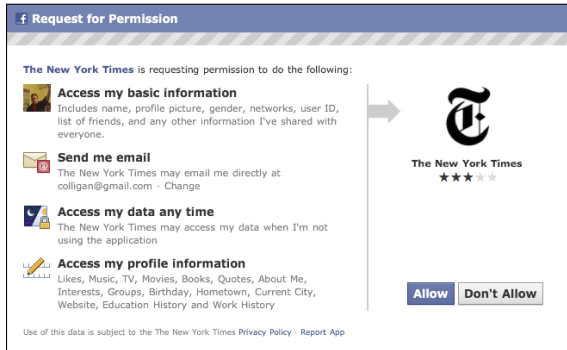 f Request for Permission
The New York Times is requesting permission to do the following:
Access my basic information
Includes name, profile picture, gender, networks, user ID,
list of friends, and any other information I've shared with
everyone.
Send me email
The New York Times may email me directly at
colligan@gmail.com · Change
Access my data any time
The New York Times may access my data when I'm not
using the application
Access my profile information
Likes, Music, TV, Movies, Books, Quotes, About Me,
Interests, Groups, Birthday, Hometown, Current City,
Website, Education History and Work History
T
The New York Times
Allow Don't Allow
Use of this data is subject to the The New York Times Privacy Policy · Report App